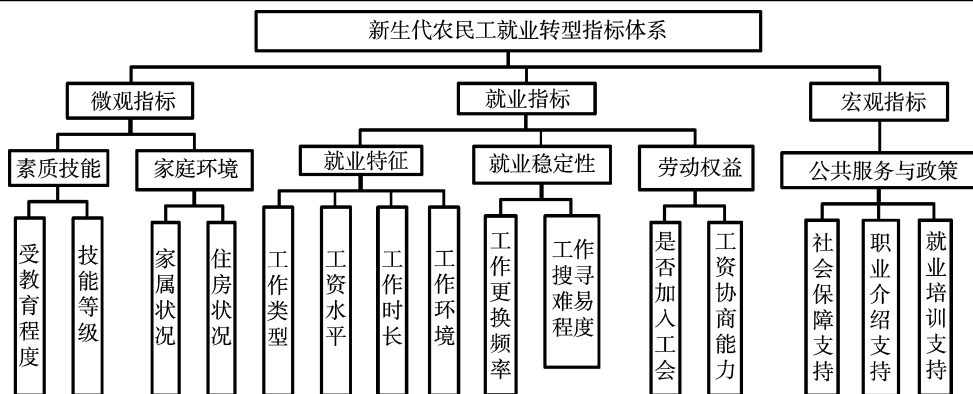 新生代农民工就业转型指标体系
微观指标
就业指标
宏观指标
素质技能
家庭环境
就业特征
就业稳定性
劳动权益
公共服务与政策
受教育程度
技能等级
家属状况
住房状况
工作类型
工资水平
工作时长
工作环境
工作更换频率
工作搜寻难易程度
是否加入工会
工资协商能力
社会保障支持
职业介绍支持
就业培训支持